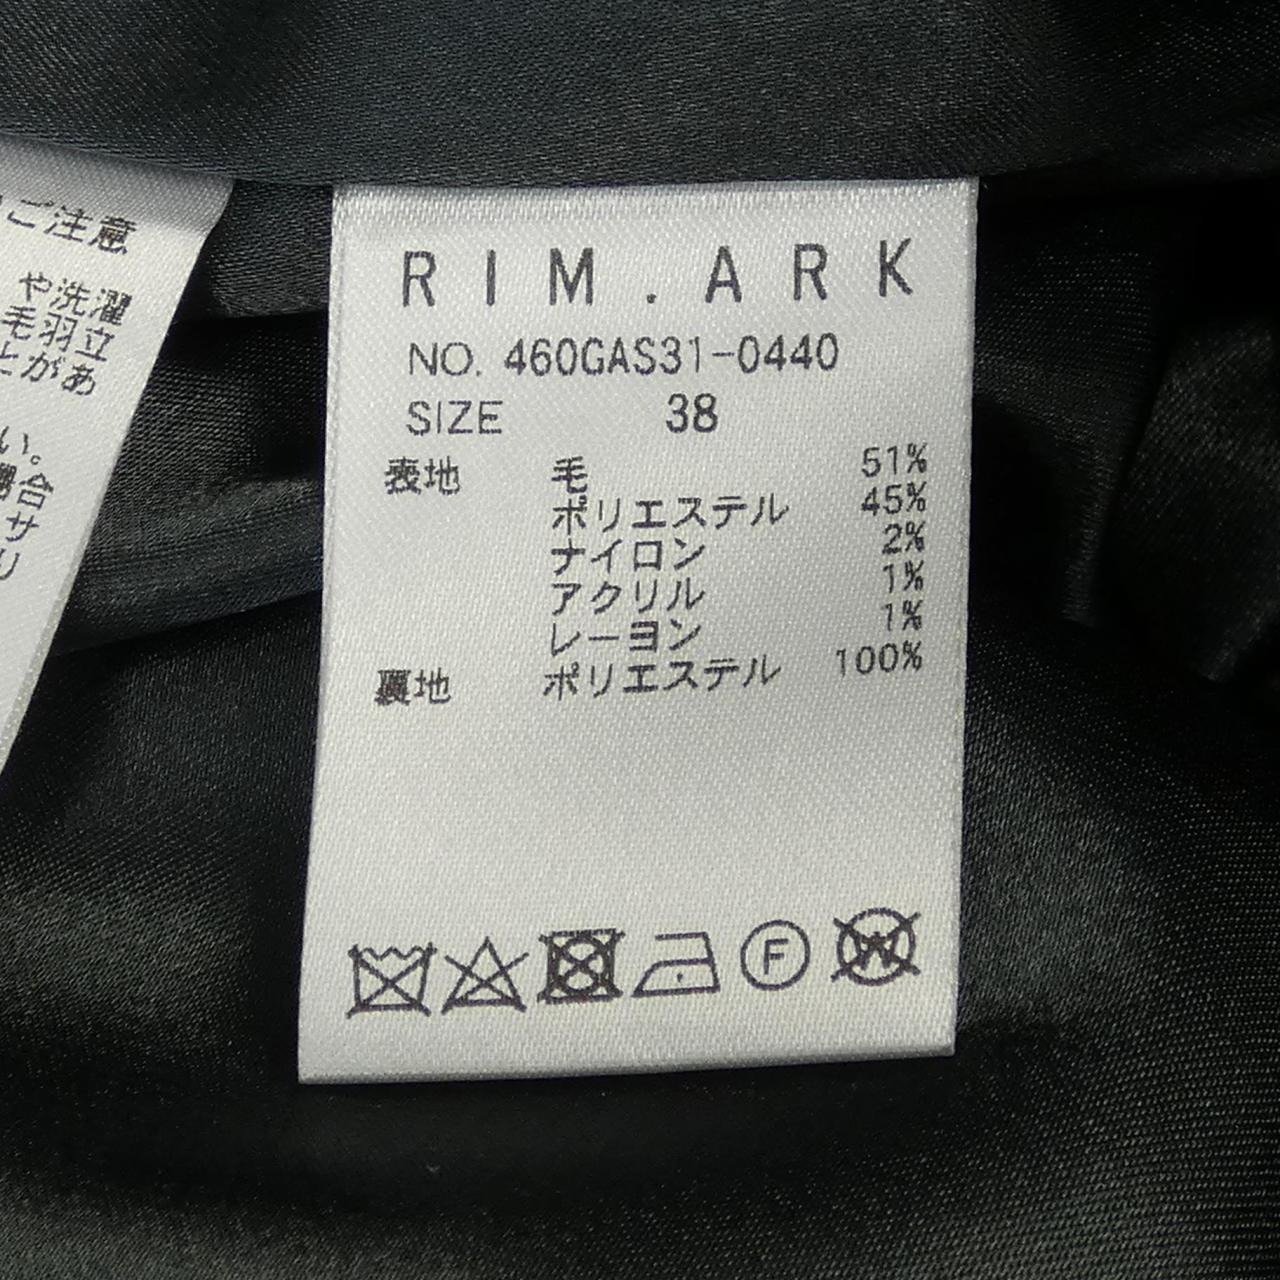 ご注意
や洗濯
毛羽立
とがあ
い。
合
サ
リ
RIM.ARK
NO. 460GAS31-0440
SIZE 38
表地 毛 51%
ポリエステル 45%
ナイロン 2%
アクリル 1%
レーヨン 1%
裏地 ポリエステル 100%
F W